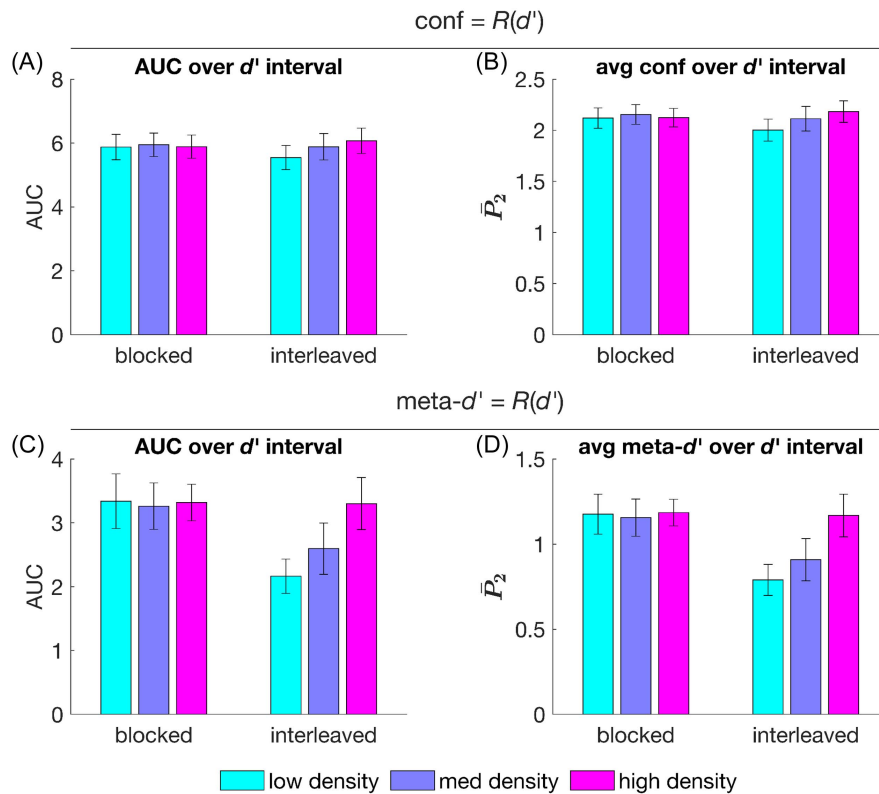 conf = R(d')
(A)
AUC over d' interval
8
6
4
2
0
AUC
blocked
interleaved
(B)
avg conf over d' interval
2.5
2
1.5
1
0.5
0
P̄₂
blocked
interleaved
meta-d' = R(d')
(C)
AUC over d' interval
4
3
2
1
0
AUC
blocked
interleaved
(D)
avg meta-d' over d' interval
1.5
1
0.5
0
P̄₂
blocked
interleaved
low density
med density
high density